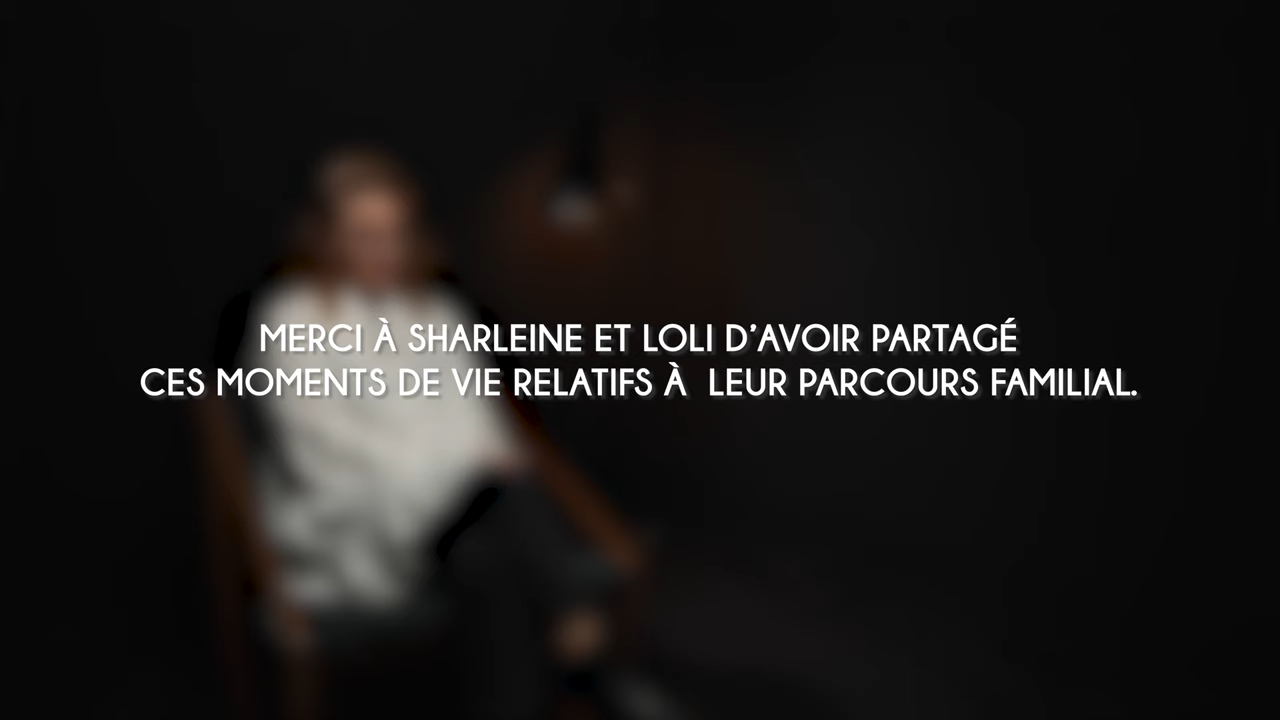 MERCI À SHARLEINE ET LOLI D'AVOIR PARTAGÉ
CES MOMENTS DE VIE RELATIFS À  LEUR PARCOURS FAMILIAL.